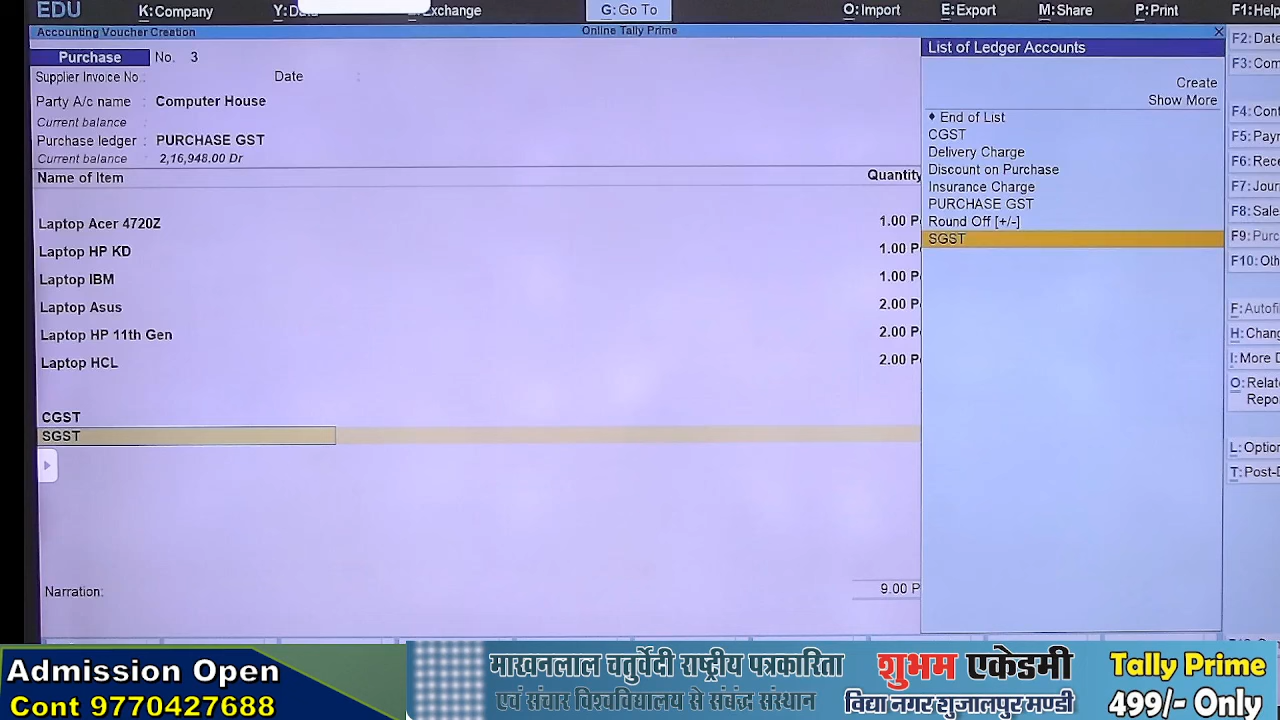 EDU K:Company G:Go To O:Import E:Export M:Share P:Print F1:Help
Accounting Voucher Creation Online Tally Prime
Purchase No. 3
Supplier Invoice No.: Date :
Party A/c name : Computer House
Current balance :
Purchase ledger : PURCHASE GST
Current balance : 2,16,948.00 Dr
Name of Item Quantity
Laptop Acer 4720Z 1.00 P
Laptop HP KD 1.00 P
Laptop IBM 1.00 P
Laptop Asus 2.00 P
Laptop HP 11th Gen 2.00 P
Laptop HCL 2.00 P
CGST
SGST
Narration: 9.00 P
List of Ledger Accounts
Create
Show More
♦ End of List
CGST
Delivery Charge
Discount on Purchase
Insurance Charge
PURCHASE GST
Round Off [+/-]
SGST
F2: Date
F3: Com
F4: Cont
F5: Payr
F6: Rece
F7: Jour
F8: Sale
F9: Purc
F10: Oth
F: Autofil
H: Chang
I: More D
O: Relat
Repo
L: Option
T: Post-D
Admission Open
Cont 9770427688
माखनलाल चतुर्वेदी राष्ट्रीय पत्रकारिता
एवं संचार विश्वविद्यालय से संबंद्ध संस्थान
शुभम एकेडमी
विद्या नगर शुजालपुर मण्डी
Tally Prime
499/- Only